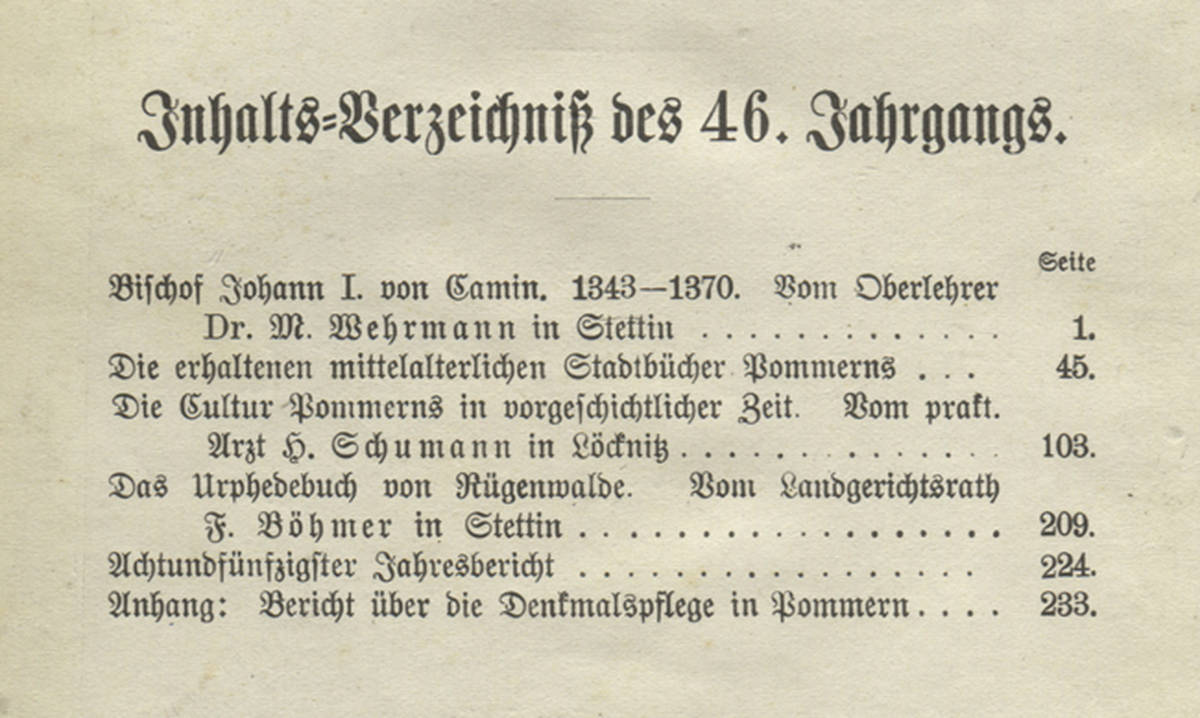 Inhalts-Verzeichniß des 46. Jahrgangs.
Seite
Bischof Johann I. von Camin. 1343—1370. Vom Oberlehrer
Dr. M. Wehrmann in Stettin . . . . . . . . . . . . . 1.
Die erhaltenen mittelalterlichen Stadtbücher Pommerns . . . 45.
Die Cultur Pommerns in vorgeschichtlicher Zeit. Vom prakt.
Arzt H. Schumann in Löcknitz . . . . . . . . . . . . . . 103.
Das Urphedebuch von Rügenwalde. Vom Landgerichtsrath
F. Böhmer in Stettin . . . . . . . . . . . . . . . . . . 209.
Achtundfünfzigster Jahresbericht . . . . . . . . . . . . . . . . . 224.
Anhang: Bericht über die Denkmalspflege in Pommern . . . . 233.